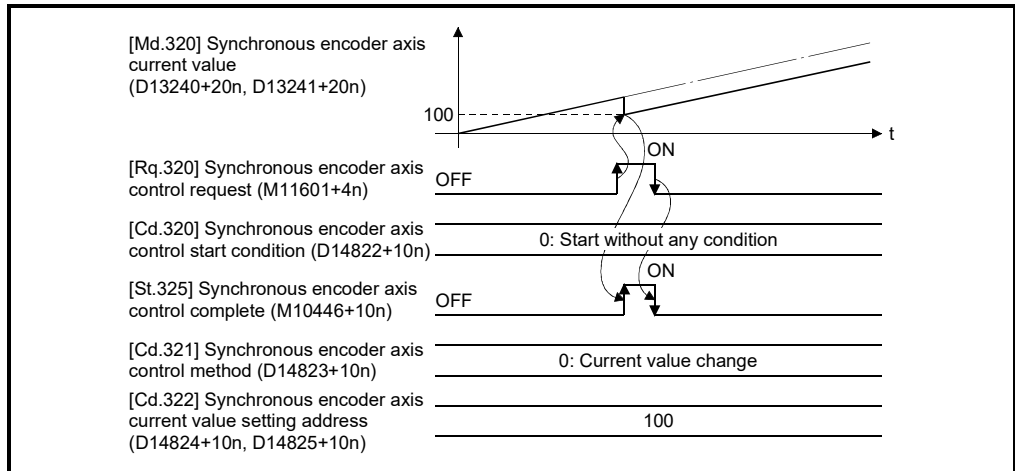 [Md.320] Synchronous encoder axis
current value
(D13240+20n, D13241+20n)
100
t
[Rq.320] Synchronous encoder axis
control request (M11601+4n)
OFF
ON
[Cd.320] Synchronous encoder axis
control start condition (D14822+10n)
0: Start without any condition
[St.325] Synchronous encoder axis
control complete (M10446+10n)
OFF
ON
[Cd.321] Synchronous encoder axis
control method (D14823+10n)
0: Current value change
[Cd.322] Synchronous encoder axis
current value setting address
(D14824+10n, D14825+10n)
100